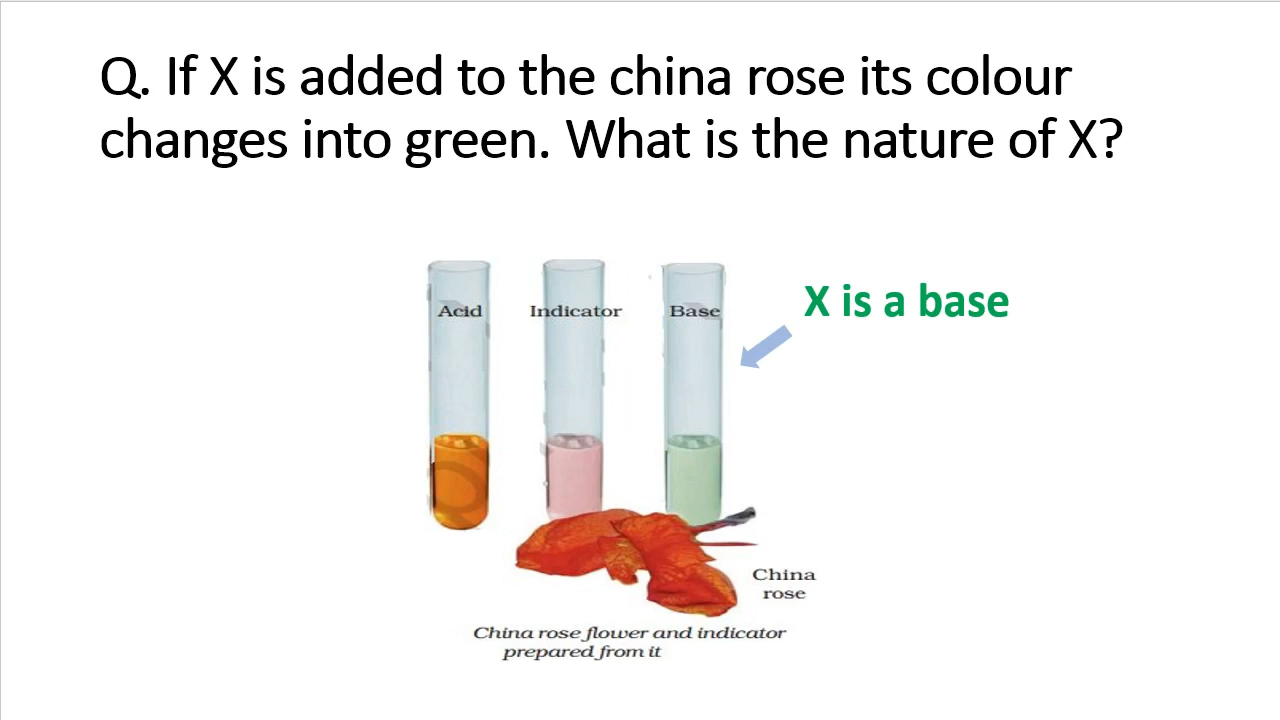 Q. If X is added to the china rose its colour
changes into green. What is the nature of X?
Acid
Indicator
Base
X is a base
China
rose
China rose flower and indicator
prepared from it